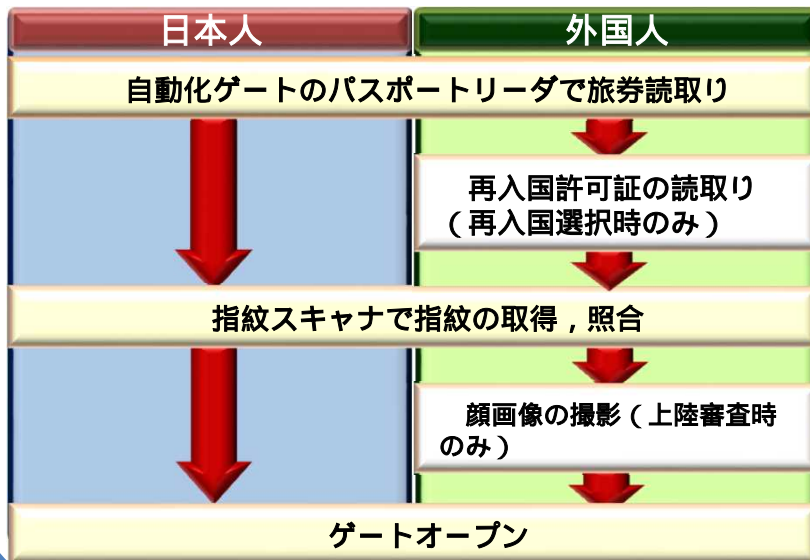 日本人
外国人
自動化ゲートのパスポートリーダで旅券読取り
再入国許可証の読取り
(再入国選択時のみ)
指紋スキャナで指紋の取得,照合
顔画像の撮影(上陸審査時
のみ)
ゲートオープン